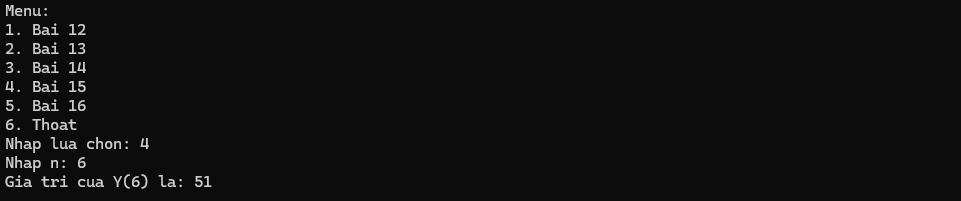 Menu:
1. Bai 12
2. Bai 13
3. Bai 14
4. Bai 15
5. Bai 16
6. Thoat
Nhap lua chon: 4
Nhap n: 6
Gia tri cua Y(6) la: 51